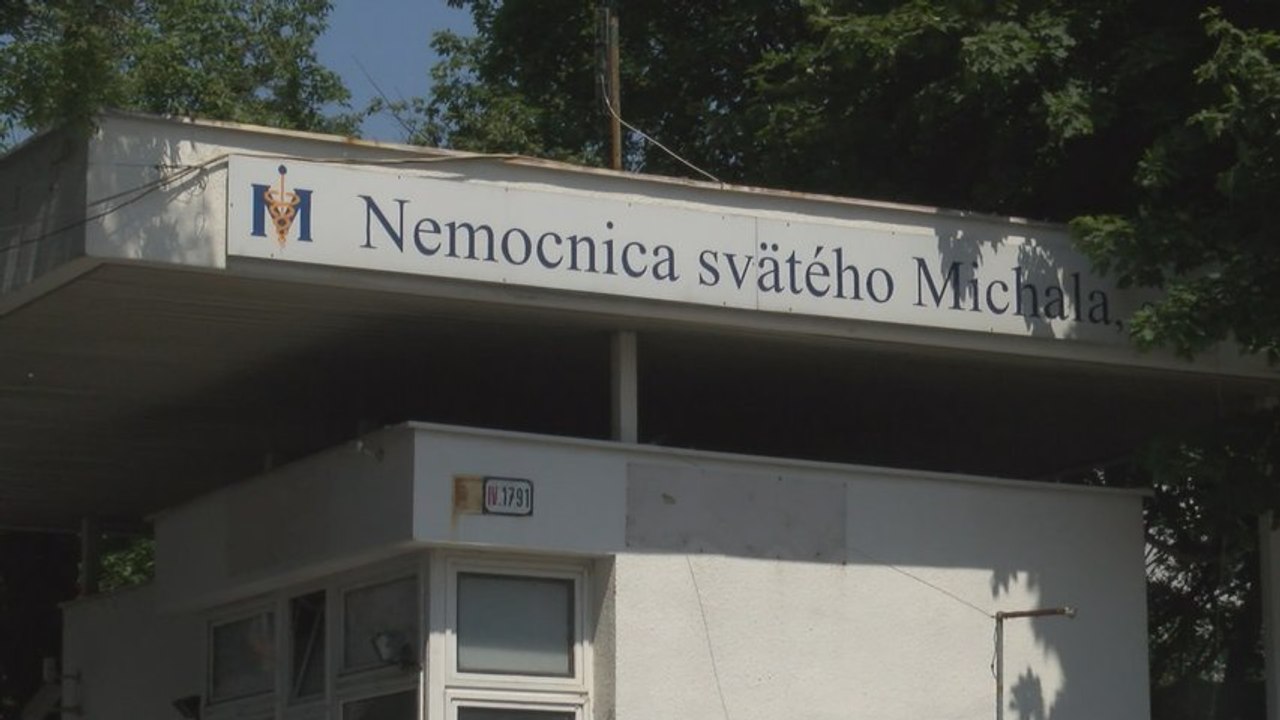 M Nemocnica svätého Michala,
IV.1791